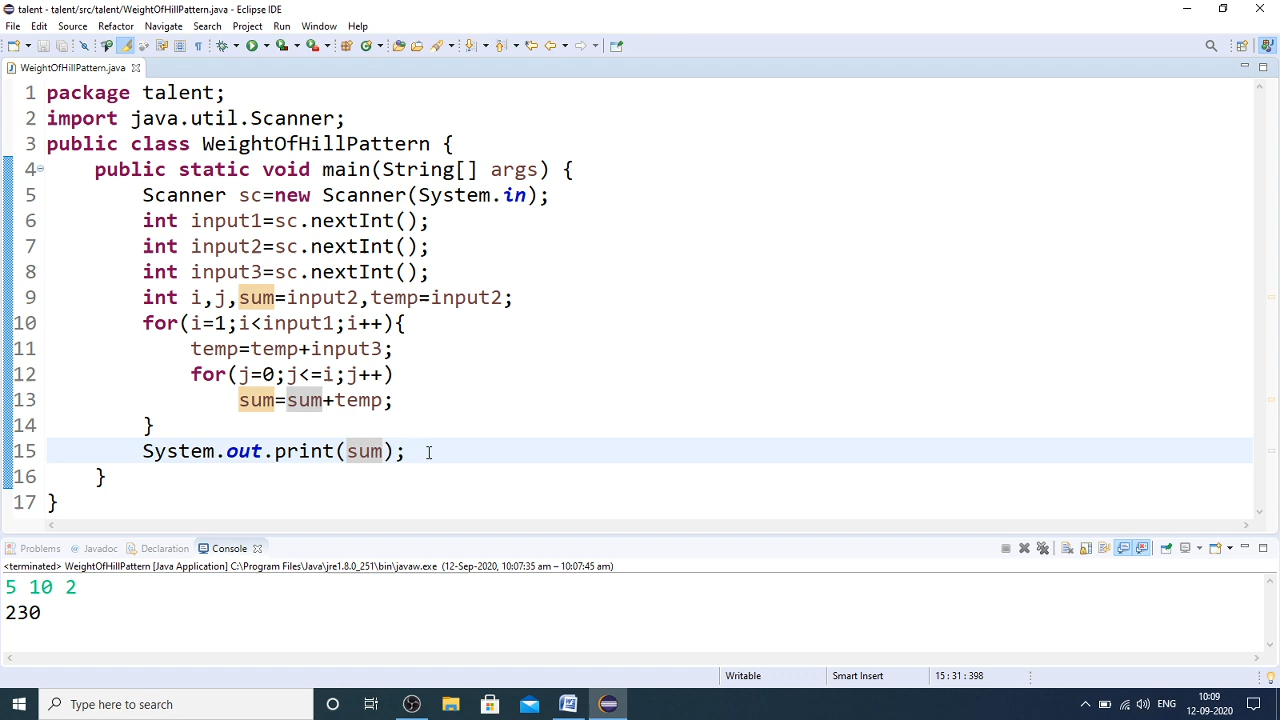 talent - talent/src/talent/WeightOfHillPattern.java - Eclipse IDE
File Edit Source Refactor Navigate Search Project Run Window Help
WeightOfHillPattern.java
1 package talent;
2 import java.util.Scanner;
3 public class WeightOfHillPattern {
4 public static void main(String[] args) {
5 Scanner sc=new Scanner(System.in);
6 int input1=sc.nextInt();
7 int input2=sc.nextInt();
8 int input3=sc.nextInt();
9 int i,j,sum=input2,temp=input2;
10 for(i=1;i<input1;i++){
11 temp=temp+input3;
12 for(j=0;j<=i;j++)
13 sum=sum+temp;
14 }
15 System.out.print(sum);
16 }
17 }
Problems Javadoc Declaration Console
<terminated> WeightOfHillPattern [Java Application] C:\Program Files\Java\jre1.8.0_251\bin\javaw.exe (12-Sep-2020, 10:07:35 am – 10:07:45 am)
5 10 2
230
Writable Smart Insert 15 : 31 : 398
Type here to search ENG 10:09
12-09-2020